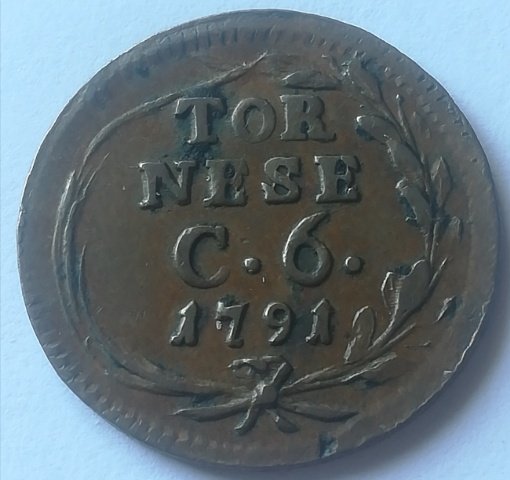 TOR
NESE
C. 6.
1791